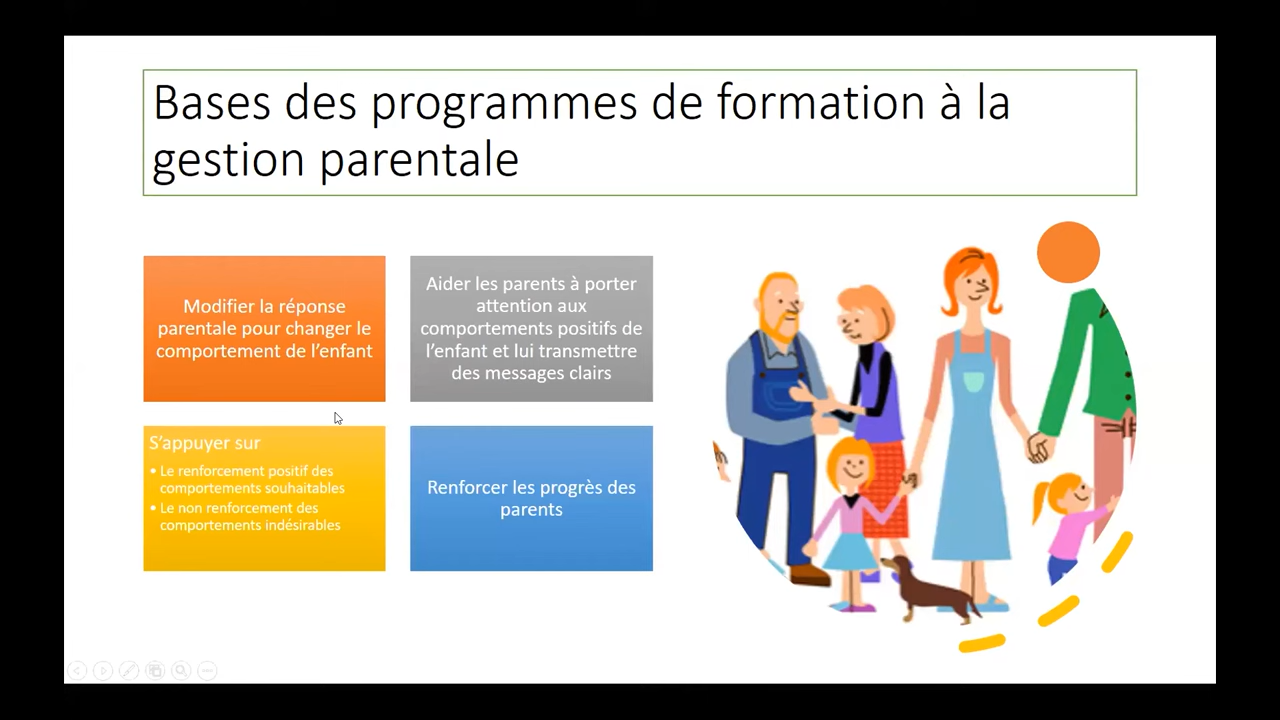 Bases des programmes de formation à la
gestion parentale
Modifier la réponse
parentale pour changer le
comportement de l'enfant
Aider les parents à porter
attention aux
comportements positifs de
l'enfant et lui transmettre
des messages clairs
S'appuyer sur
• Le renforcement positif des
comportements souhaitables
• Le non renforcement des
comportements indésirables
Renforcer les progrès des
parents